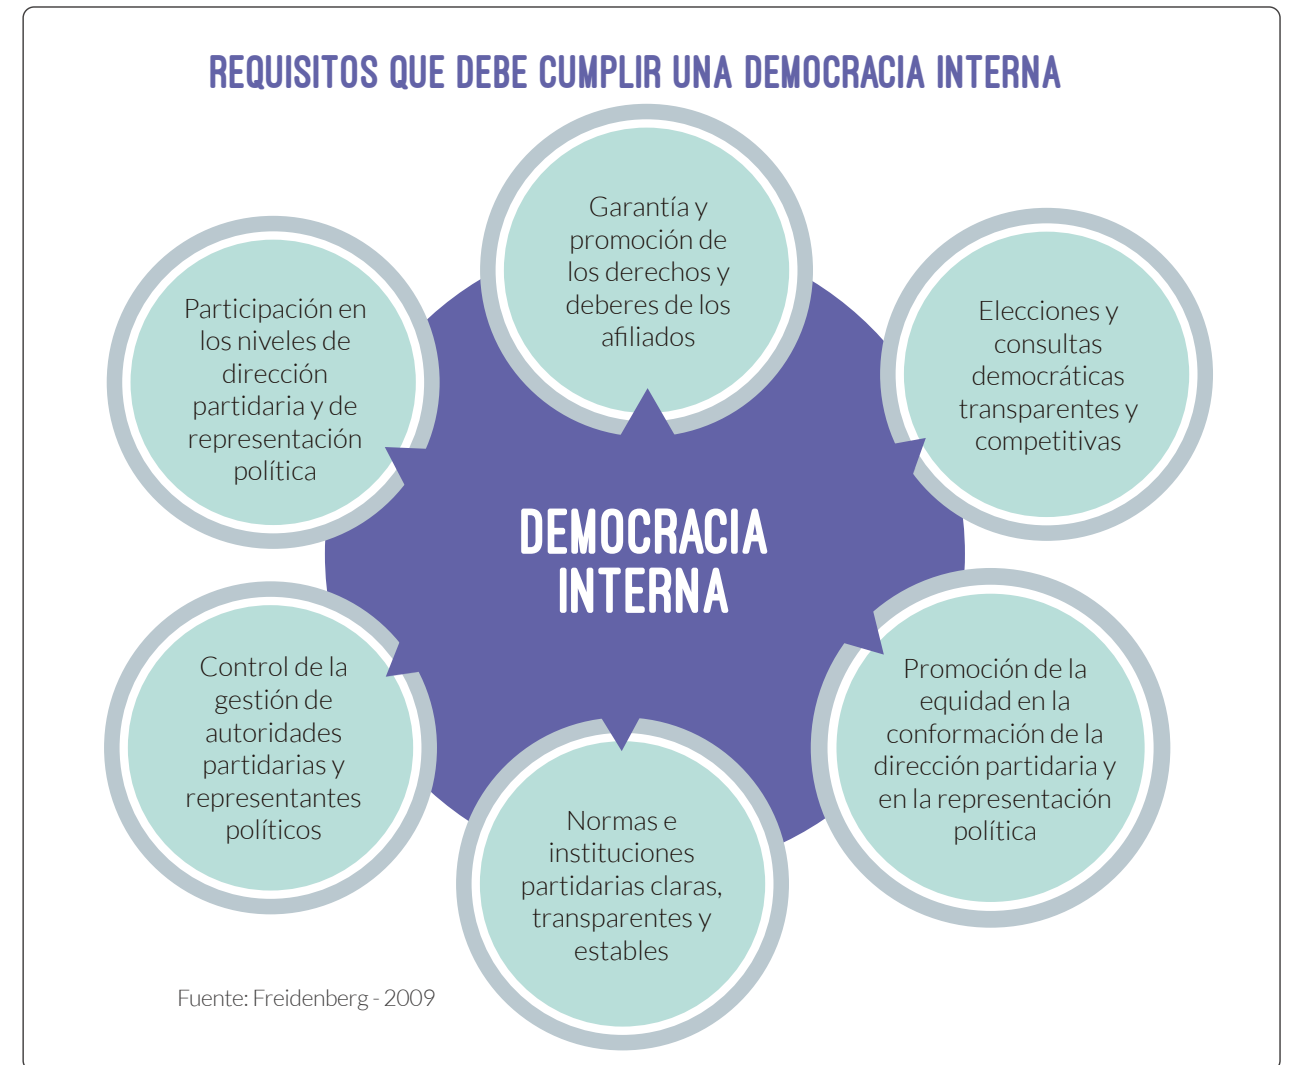 REQUISITOS QUE DEBE CUMPLIR UNA DEMOCRACIA INTERNA
Garantía y
promoción de
los derechos y
deberes de los
afiliados
Elecciones y
consultas
democráticas
transparentes y
competitivas
Promoción de la
equidad en la
conformación de la
dirección partidaria y
en la representación
política
Normas e
instituciones
partidarias claras,
transparentes y
estables
Control de la
gestión de
autoridades
partidarias y
representantes
políticos
Participación en
los niveles de
dirección
partidaria y de
representación
política
DEMOCRACIA
INTERNA
Fuente: Freidenberg - 2009